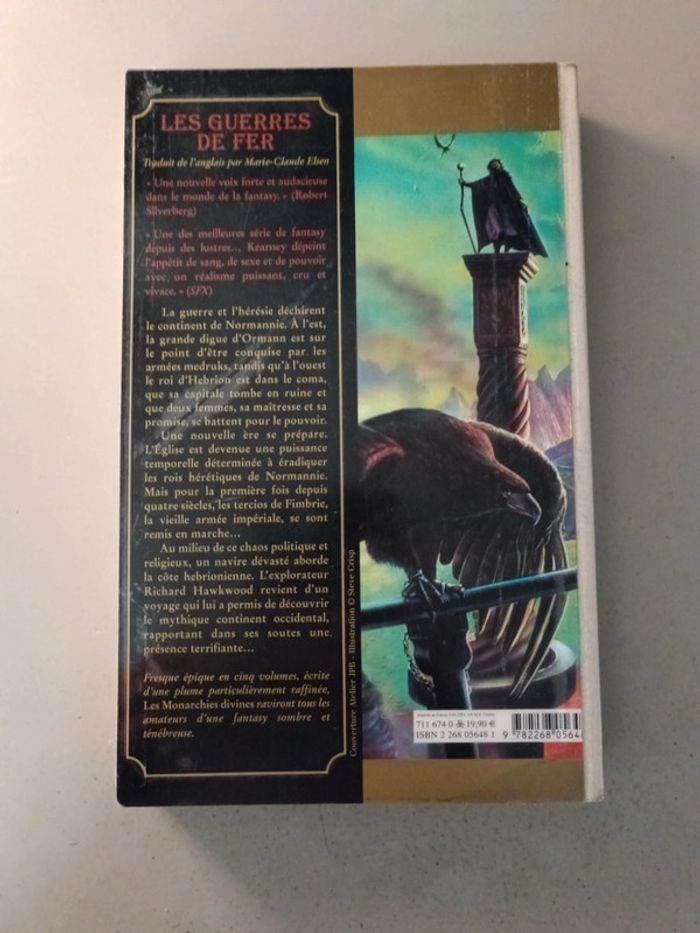 LES GUERRES
DE FER
Traduit de l'anglais par Marie-Claude Elsen
« Une nouvelle voix forte et audacieuse
dans le monde de la fantasy. » (Robert
Silverberg)
« Une des meilleures série de fantasy
depuis des lustres... Kearney dépeint
l'appétit de sang, de sexe et de pouvoir
avec un réalisme puissant, cru et
vivace. » (SFX)
La guerre et l'hérésie déchirent
le continent de Normannie. À l'est,
la grande digue d'Ormann est sur
le point d'être conquise par les
armées medruks, tandis qu'à l'ouest
le roi d'Hebrion est dans le coma,
que sa capitale tombe en ruine et
que deux femmes, sa maîtresse et sa
promise, se battent pour le pouvoir.
Une nouvelle ère se prépare.
L'Église est devenue une puissance
temporelle déterminée à éradiquer
les rois hérétiques de Normannie.
Mais pour la première fois depuis
quatre siècles, les tercios de Fimbrie,
la vieille armée impériale, se sont
remis en marche...
Au milieu de ce chaos politique et
religieux, un navire dévasté aborde
la côte hebrionienne. L'explorateur
Richard Hawkwood revient d'un
voyage qui lui a permis de découvrir
le mythique continent occidental,
rapportant dans ses soutes une
présence terrifiante...
Fresque épique en cinq volumes, écrite
d'une plume particulièrement raffinée,
Les Monarchies divines raviront tous les
amateurs d'une fantasy sombre et
ténébreuse.
Couverture Atelier JPB - Illustration © Steve Crisp
711 674 0 19,90 €
ISBN 2 268 05648 1
9 782268 0564